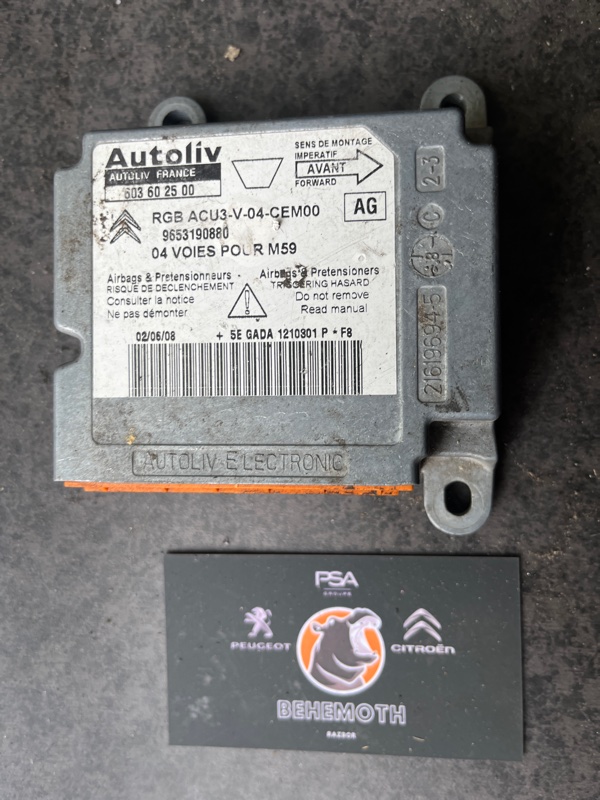 Autoliv
AUTOLIV FRANCE
603 60 25 00
SENS DE MONTAGE
IMPERATIF
AVANT
FORWARD
RGB ACU3-V-04-CEM00
AG
9653190880
04 VOIES POUR M59
Airbags & Pretensionneurs -
RISQUE DE DECLENCHEMENT
Consulter la notice
Ne pas démonter
Airbags & Pretensioners
TRIGGERING HASARD
Do not remove
Read manual
02/06/08 + 5E GADA 1210301 P * F8
AUTOLIV ELECTRONIC
2-3
216196945
PSA
GROUPE
PEUGEOT
CITROËN
BEHEMOTH
RAZBOR